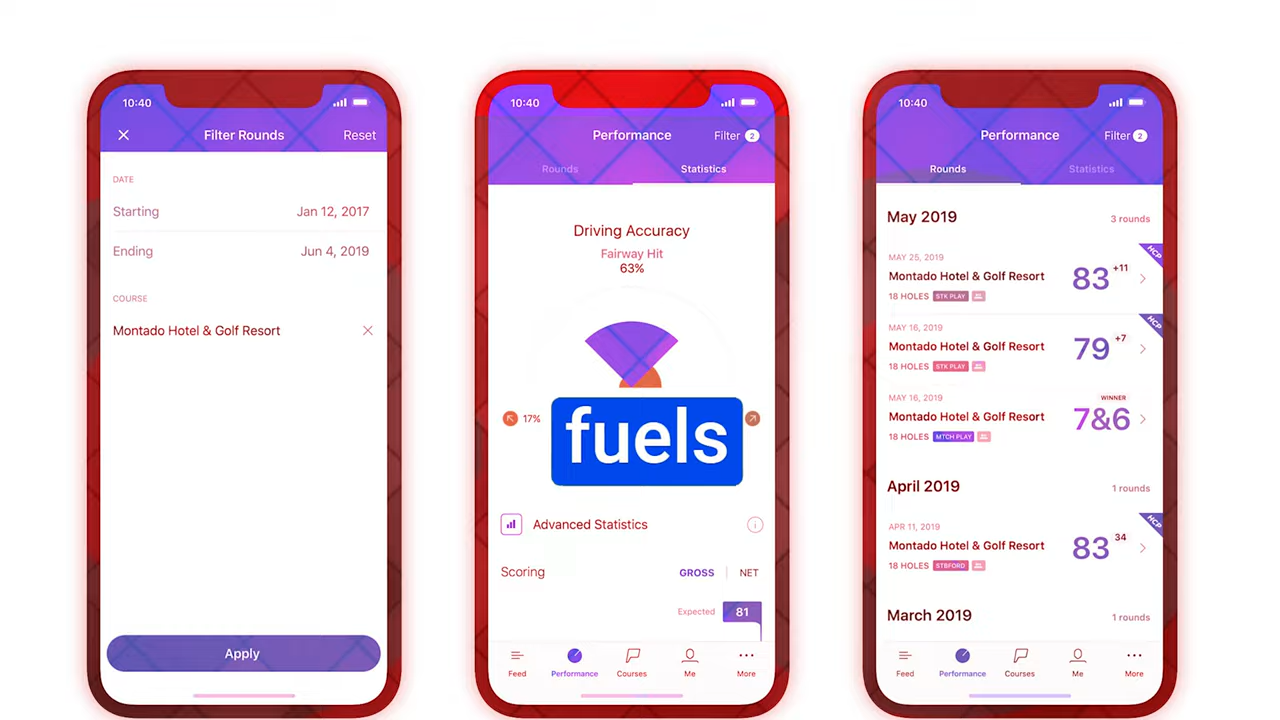 10:40
Filter Rounds
Reset
DATE
Starting
Jan 12, 2017
Ending
Jun 4, 2019
COURSE
Montado Hotel & Golf Resort
Apply
10:40
Performance
Filter 2
Rounds
Statistics
Driving Accuracy
Fairway Hit
63%
17%
fuels
Advanced Statistics
Scoring
GROSS
NET
Expected
81
Feed
Performance
Courses
Me
More
10:40
Performance
Filter 2
Rounds
Statistics
May 2019
3 rounds
MAY 25, 2019
HCP
Montado Hotel & Golf Resort
83 +11
18 HOLES STK PLAY
MAY 16, 2019
HCP
Montado Hotel & Golf Resort
79 +7
18 HOLES STK PLAY
MAY 16, 2019
WINNER
Montado Hotel & Golf Resort
7&6
18 HOLES MTCH PLAY
April 2019
1 rounds
APR 11, 2019
HCP
Montado Hotel & Golf Resort
83 34
18 HOLES STBFORD
March 2019
1 rounds
Feed
Performance
Courses
Me
More